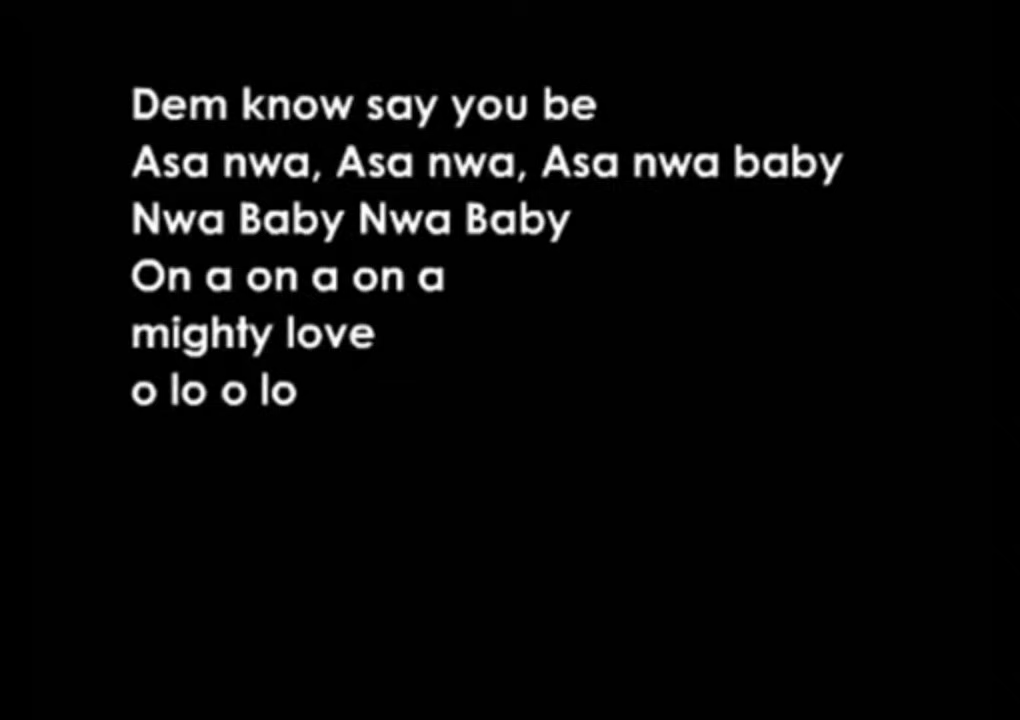 Dem know say you be
Asa nwa, Asa nwa, Asa nwa baby
Nwa Baby Nwa Baby
On a on a on a
mighty love
o lo o lo